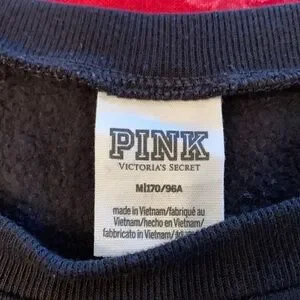 PINK
VICTORIA'S SECRET
M|170/96A
made in Vietnam/fabriqué au
Vietnam/hecho en Vietnam/
fabbricato in Vietnam/